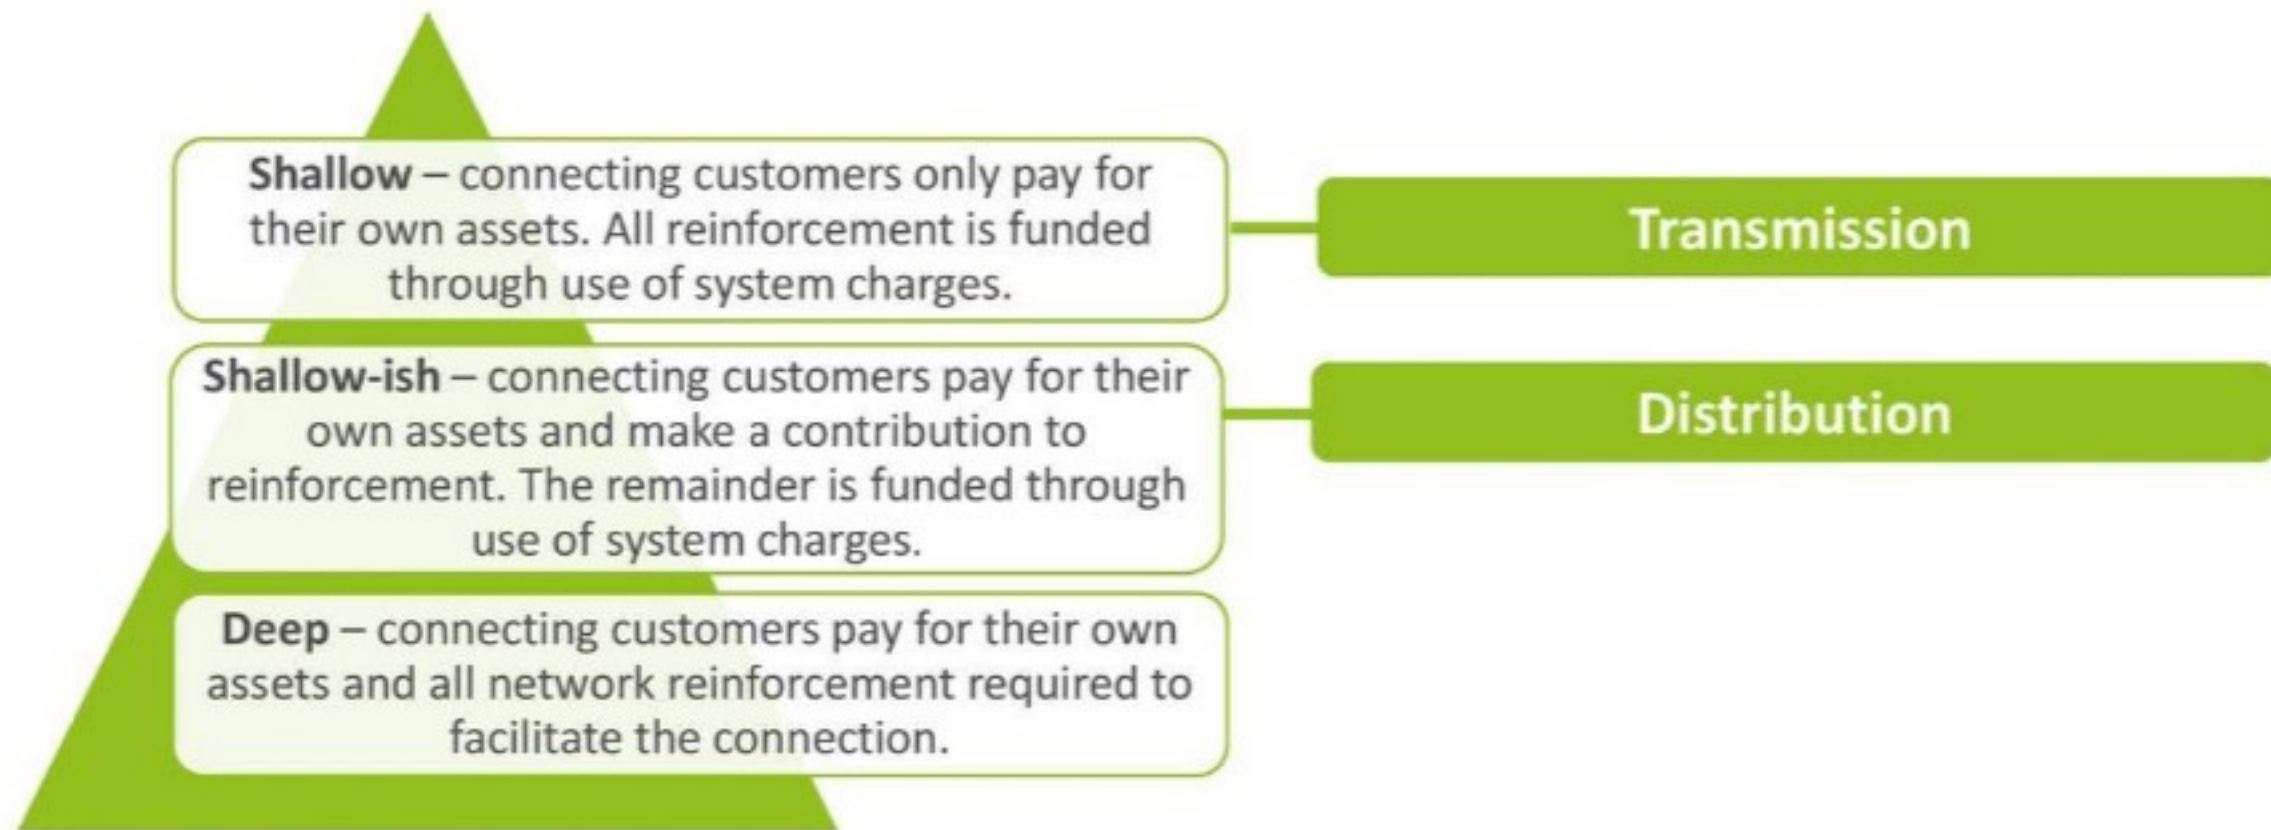 Shallow – connecting customers only pay for
their own assets. All reinforcement is funded
through use of system charges.
Transmission
Shallow-ish – connecting customers pay for their
own assets and make a contribution to
reinforcement. The remainder is funded through
use of system charges.
Distribution
Deep – connecting customers pay for their own
assets and all network reinforcement required to
facilitate the connection.